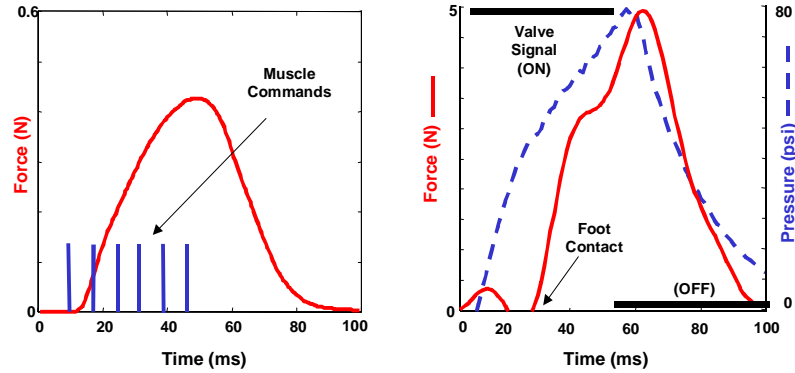 0.6
Muscle
Commands
Force (N)
0
0 20 40 60 80 100
Time (ms)
5
Valve
Signal
(ON)
80
Force (N)
Pressure (psi)
Foot
Contact
(OFF)
0
0
0 20 40 60 80 100
Time (ms)